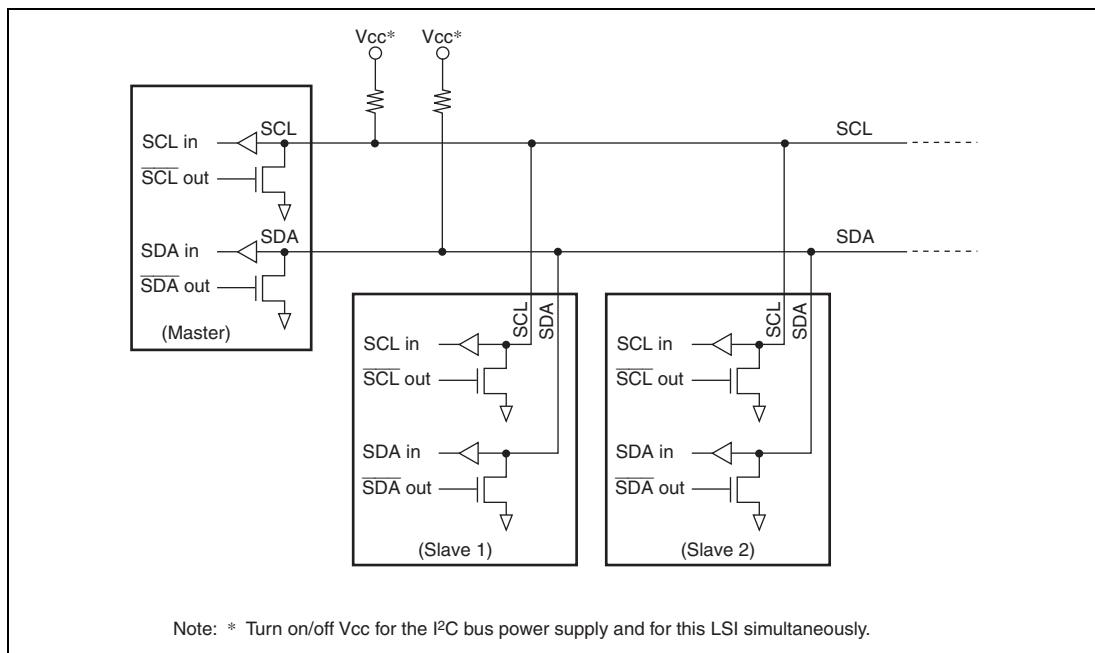 Vcc* Vcc*
SCL in SCL SCL
SCL out
SDA in SDA SDA
SDA out
(Master)
SCL SDA SCL SDA
SCL in SCL in
SCL out SCL out
SDA in SDA in
SDA out SDA out
(Slave 1) (Slave 2)
Note: * Turn on/off Vcc for the I²C bus power supply and for this LSI simultaneously.